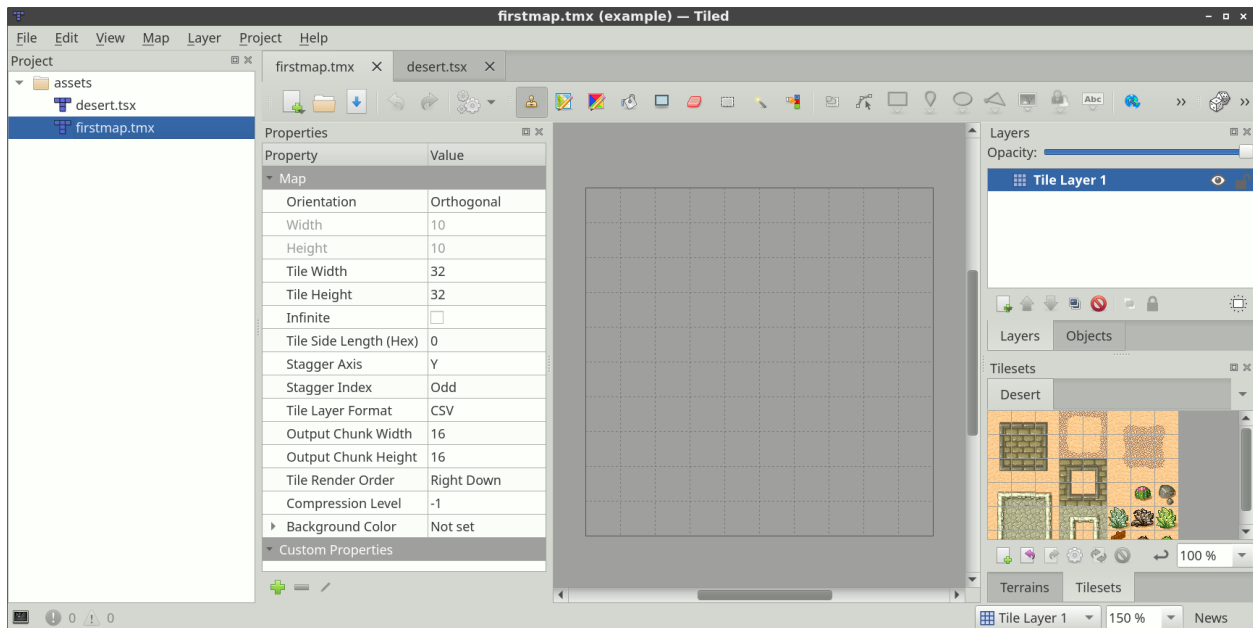 firstmap.tmx (example) — Tiled
File Edit View Map Layer Project Help
Project
assets
desert.tsx
firstmap.tmx
firstmap.tmx desert.tsx
Abc
Properties
Property Value
Map
Orientation Orthogonal
Width 10
Height 10
Tile Width 32
Tile Height 32
Infinite
Tile Side Length (Hex) 0
Stagger Axis Y
Stagger Index Odd
Tile Layer Format CSV
Output Chunk Width 16
Output Chunk Height 16
Tile Render Order Right Down
Compression Level -1
Background Color Not set
Custom Properties
Layers
Opacity:
Tile Layer 1
Layers Objects
Tilesets
Desert
100 %
Terrains Tilesets
0 0
Tile Layer 1 150 % News